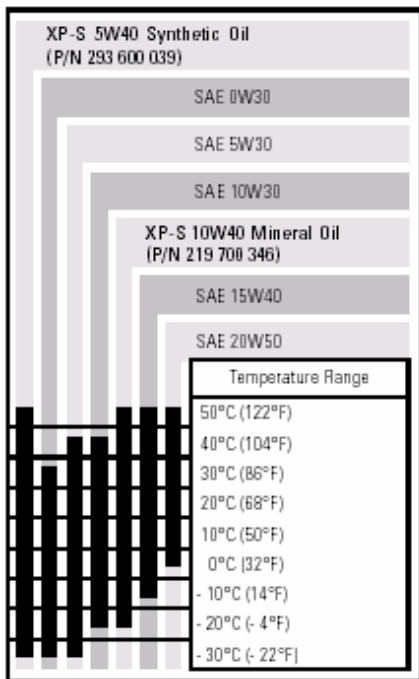 XP-S 5W40 Synthetic Oil
(P/N 293 600 039)
SAE 0W30
SAE 5W30
SAE 10W30
XP-S 10W40 Mineral Oil
(P/N 219 700 346)
SAE 15W40
SAE 20W50
Temperature Range
50°C (122°F)
40°C (104°F)
30°C (86°F)
20°C (68°F)
10°C (50°F)
0°C (32°F)
- 10°C (14°F)
- 20°C (- 4°F)
- 30°C (- 22°F)